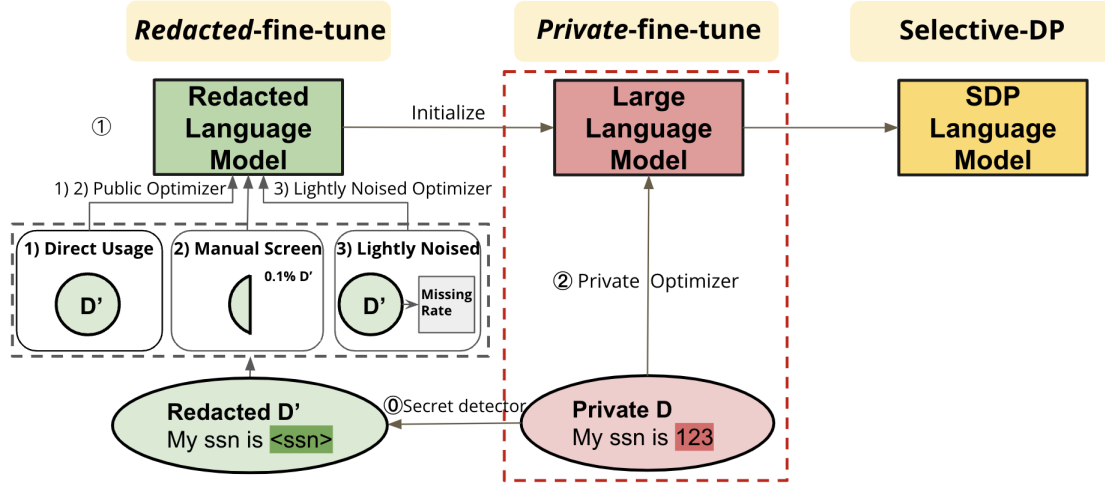 Redacted-fine-tune
Private-fine-tune
Selective-DP
①
Redacted
Language
Model
Initialize
Large
Language
Model
SDP
Language
Model
1) 2) Public Optimizer
3) Lightly Noised Optimizer
1) Direct Usage
D’
2) Manual Screen
0.1% D’
3) Lightly Noised
D’
Missing
Rate
② Private Optimizer
Redacted D’
My ssn is <ssn>
⓪Secret detector
Private D
My ssn is 123